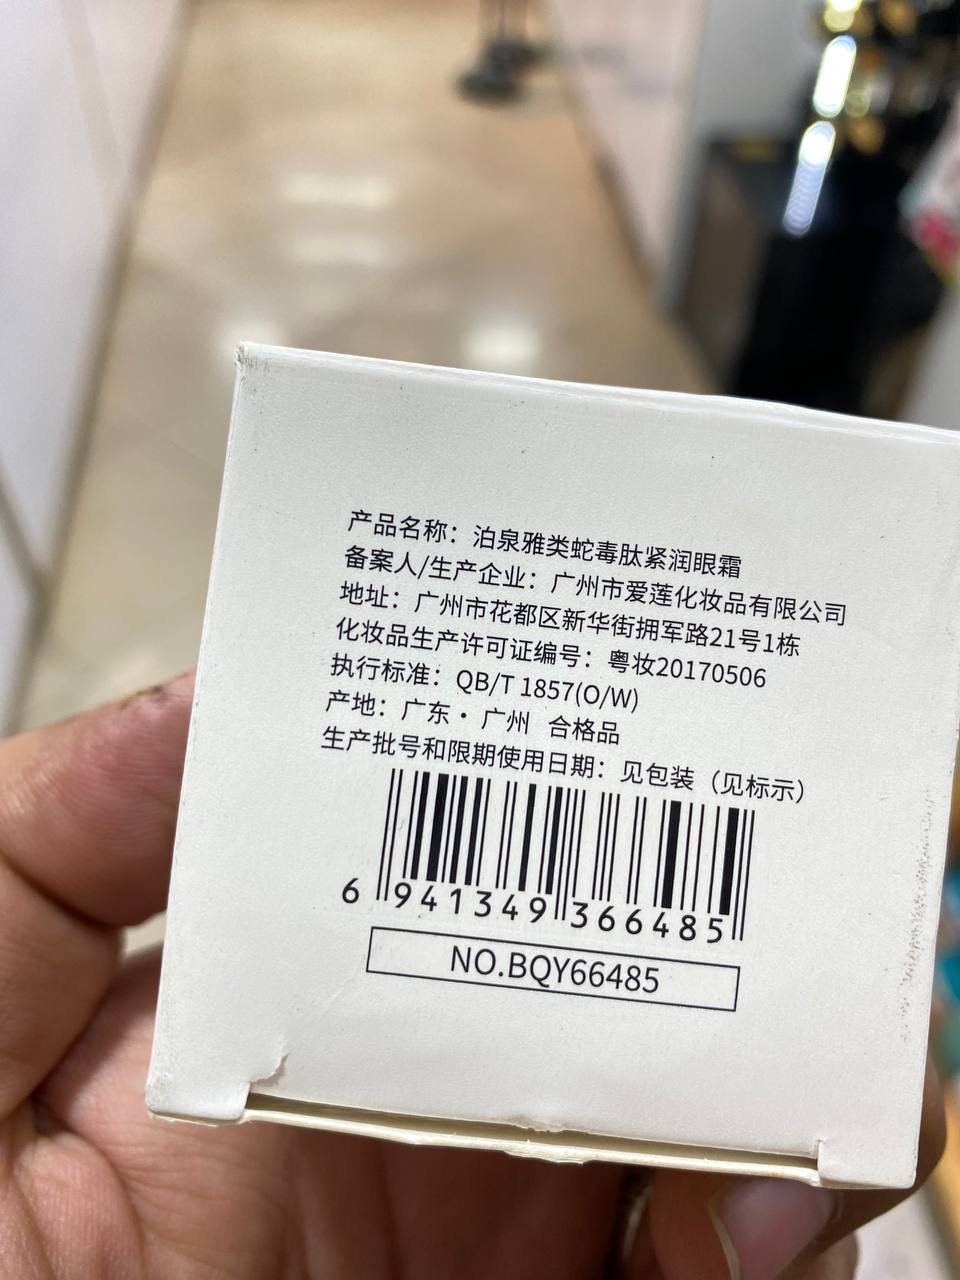 产品名称：泊泉雅类蛇毒肽紧润眼霜
备案人/生产企业：广州市爱莲化妆品有限公司
地址：广州市花都区新华街拥军路21号1栋
化妆品生产许可证编号：粤妆20170506
执行标准：QB/T 1857(O/W)
产地：广东·广州 合格品
生产批号和限期使用日期：见包装（见标示）
6 941349 366485
NO.BQY66485